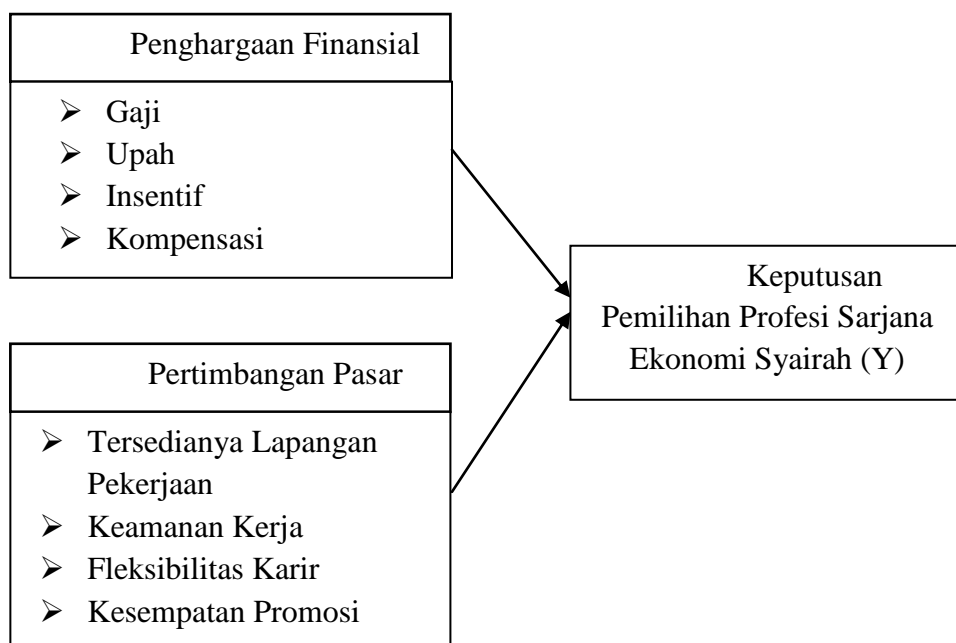 Penghargaan Finansial
➢ Gaji
➢ Upah
➢ Insentif
➢ Kompensasi
Keputusan
Pemilihan Profesi Sarjana
Ekonomi Syairah (Y)
Pertimbangan Pasar
➢ Tersedianya Lapangan
Pekerjaan
➢ Keamanan Kerja
➢ Fleksibilitas Karir
➢ Kesempatan Promosi